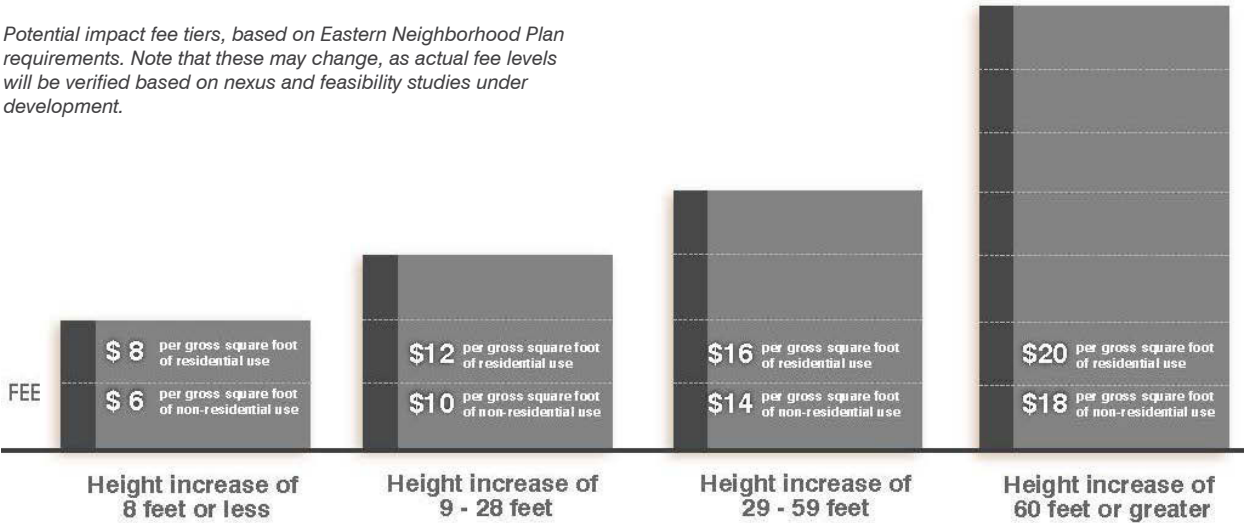 Potential impact fee tiers, based on Eastern Neighborhood Plan
requirements. Note that these may change, as actual fee levels
will be verified based on nexus and feasibility studies under
development.
FEE
$ 8 per gross square foot
of residential use
$ 6 per gross square foot
of non-residential use
Height increase of
8 feet or less
$12 per gross square foot
of residential use
$10 per gross square foot
of non-residential use
Height increase of
9 - 28 feet
$16 per gross square foot
of residential use
$14 per gross square foot
of non-residential use
Height increase of
29 - 59 feet
$20 per gross square foot
of residential use
$18 per gross square foot
of non-residential use
Height increase of
60 feet or greater